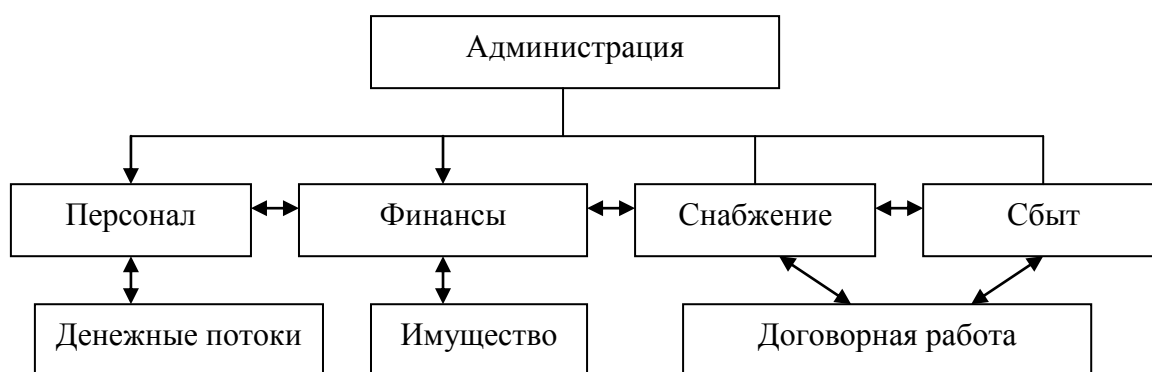 Администрация
Персонал
Финансы
Снабжение
Сбыт
Денежные потоки
Имущество
Договорная работа